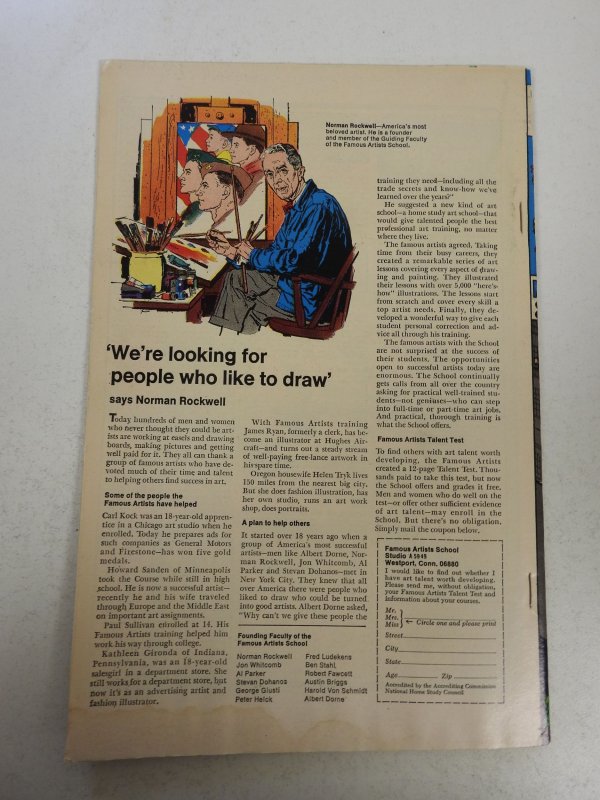 Norman Rockwell—America's most
beloved artist. He is a founder
and member of the Guiding Faculty
of the Famous Artists School.
'We're looking for
people who like to draw'
says Norman Rockwell
Today hundreds of men and women
who never thought they could be art-
ists are working at easels and drawing
boards, making pictures and getting
well paid for it. They all can thank a
group of famous artists who have de-
voted much of their time and talent
to helping others find success in art.
Some of the people the
Famous Artists have helped
Carl Kock was an 18-year-old appren-
tice in a Chicago art studio when he
enrolled. Today he prepares ads for
such companies as General Motors
and Firestone—has won five gold
medals.
Howard Sanden of Minneapolis
took the Course while still in high
school. He is now a successful artist—
recently he and his wife traveled
through Europe and the Middle East
on important art assignments.
Paul Sullivan enrolled at 14. His
Famous Artists training helped him
work his way through college.
Kathleen Gironda of Indiana,
Pennsylvania, was an 18-year-old
salesgirl in a department store. She
still works for a department store, but
now it's as an advertising artist and
fashion illustrator.
With Famous Artists training
James Ryan, formerly a clerk, has be-
come an illustrator at Hughes Air-
craft—and turns out a steady stream
of well-paying free-lance artwork in
his spare time.
Oregon housewife Helen Tryk lives
150 miles from the nearest big city.
But she does fashion illustration, has
her own studio, runs an art work
shop, does portraits.
A plan to help others
It started over 18 years when a
group of America's most successful
artists—men like Albert Dorne, Nor-
man Rockwell, Jon Whitcomb, Al
Parker and Stevan Dohanos—met in
New York City. They knew that all
over America there were people who
liked to draw who could be turned
into good artists. Albert Dorne asked,
"Why can't we give these people the
Founding Faculty of the
Famous Artists School
Norman Rockwell
Jon Whitcomb
Al Parker
Stevan Dohanos
George Giusti
Peter Helck
Fred Ludekens
Ben Stahl
Robert Fawcett
Austin Briggs
Harold Von Schmidt
Albert Dorne
training they need—including all the
trade secrets and know-how we've
learned over the years?"
He suggested a new kind of art
school—a home study art school—that
would give talented people the best
professional art training, no matter
where they live.
The famous artists agreed. Taking
time from their busy careers, they
created a remarkable series of art
lessons covering every aspect of draw-
ing and painting. They illustrated
their lessons with over 5,000 "here's-
how" illustrations. The lessons start
from scratch and cover every skill a
top artist needs. Finally, they de-
veloped a wonderful way to give each
student personal correction and ad-
vice all through his training.
The famous artists with the School
are not surprised at the success of
their students. The opportunities
open to successful artists today are
enormous. The School continually
gets calls from all over the country
asking for practical well-trained stu-
dents—not geniuses—who can step
into full-time or part-time art jobs.
And practical, thorough training is
what the School offers.
Famous Artists Talent Test
To find others with art talent worth
developing, the Famous Artists
created a 12-page Talent Test. Thou-
sands paid to take this test, but now
the School offers and grades it free.
Men and women who do well on the
test—or offer other sufficient evidence
of art talent—may enroll in the
School. But there's no obligation.
Simply mail the coupon below.
Famous Artists School
Studio A5945
Westport, Conn. 06880
I would like to find out whether I
have art talent worth developing.
Please send me, without obligation,
your Famous Artists Talent Test and
information about your courses.
Mr.
Mrs.
Miss ← Circle one and please print
Street
City
State
Age Zip
Accredited by the Accrediting Commission
National Home Study Council